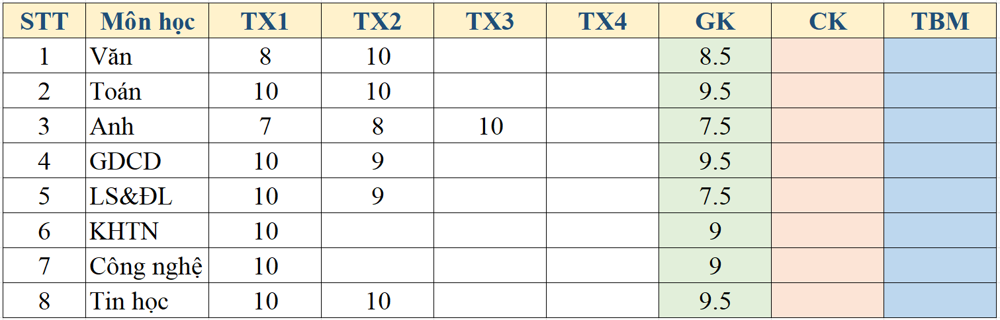 STT Môn học TX1 TX2 TX3 TX4 GK CK TBM
1 Văn 8 10 8.5
2 Toán 10 10 9.5
3 Anh 7 8 10 7.5
4 GDCD 10 9 9.5
5 LS&ĐL 10 9 7.5
6 KHTN 10 9
7 Công nghệ 10 9
8 Tin học 10 10 9.5